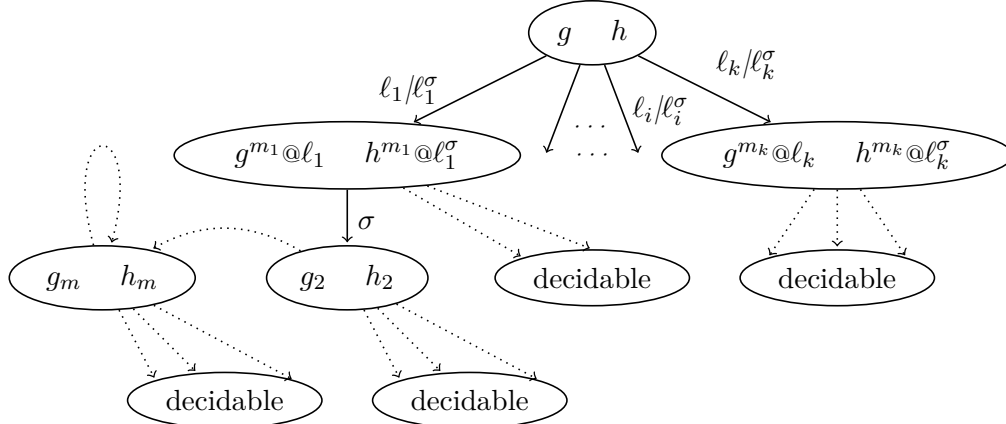 g h
ℓ₁/ℓ₁^σ
ℓₖ/ℓₖ^σ
ℓᵢ/ℓᵢ^σ
...
...
g^{m₁}@ℓ₁ h^{m₁}@ℓ₁^σ
g^{mₖ}@ℓₖ h^{mₖ}@ℓₖ^σ
σ
gₘ hₘ
g₂ h₂
decidable
decidable
decidable
decidable